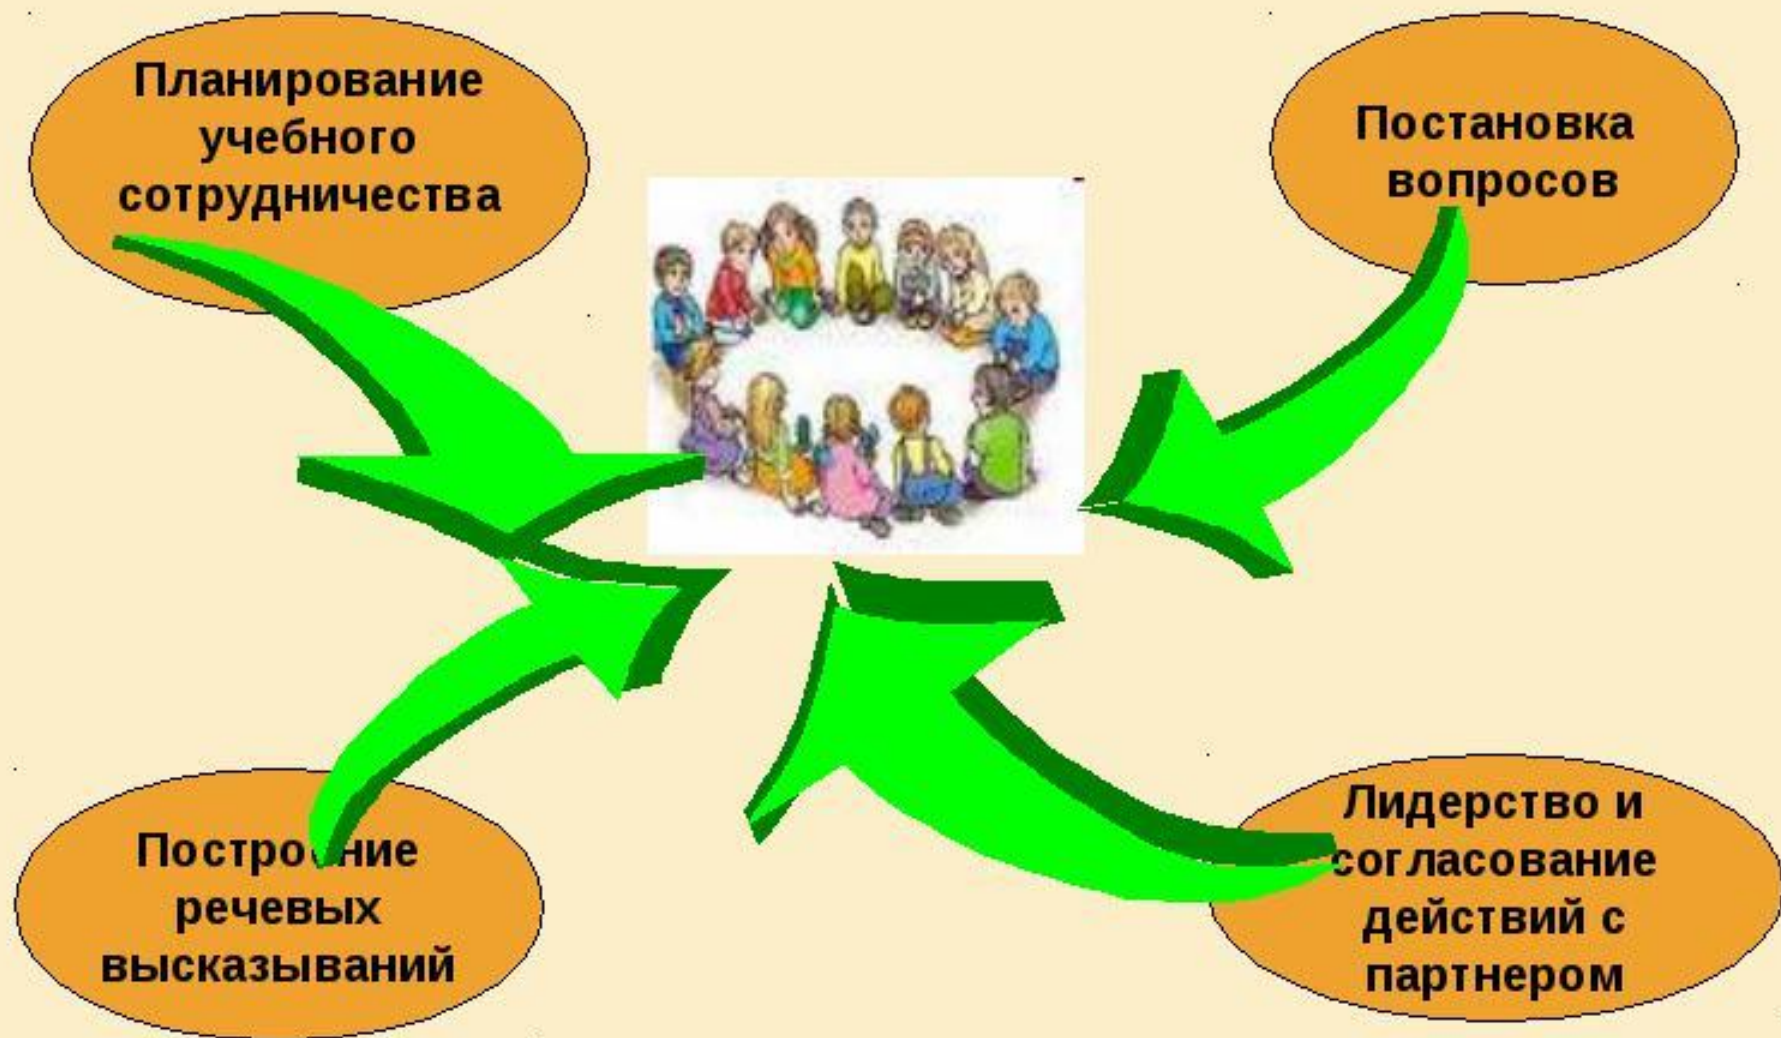 Планирование
учебного
сотрудничества
Постановка
вопросов
Построение
речевых
высказываний
Лидерство и
согласование
действий с
партнером